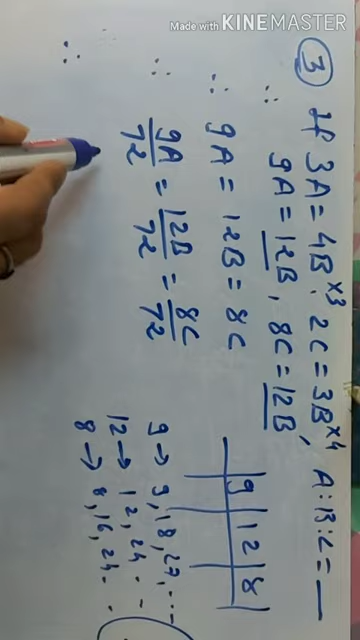 Made with KINEMASTER
③ If 3A = 4B ×3, 2C = 3B ×4, A:B:C = __
9A = 12B, 8C = 12B,
∴ 9A = 12B = 8C
∴ 9A/72 = 12B/72 = 8C/72
∴
9 | 12 | 8
9 → 9, 18, 27, ...
12 → 12, 24 - -
8 → 8, 16, 24 - .